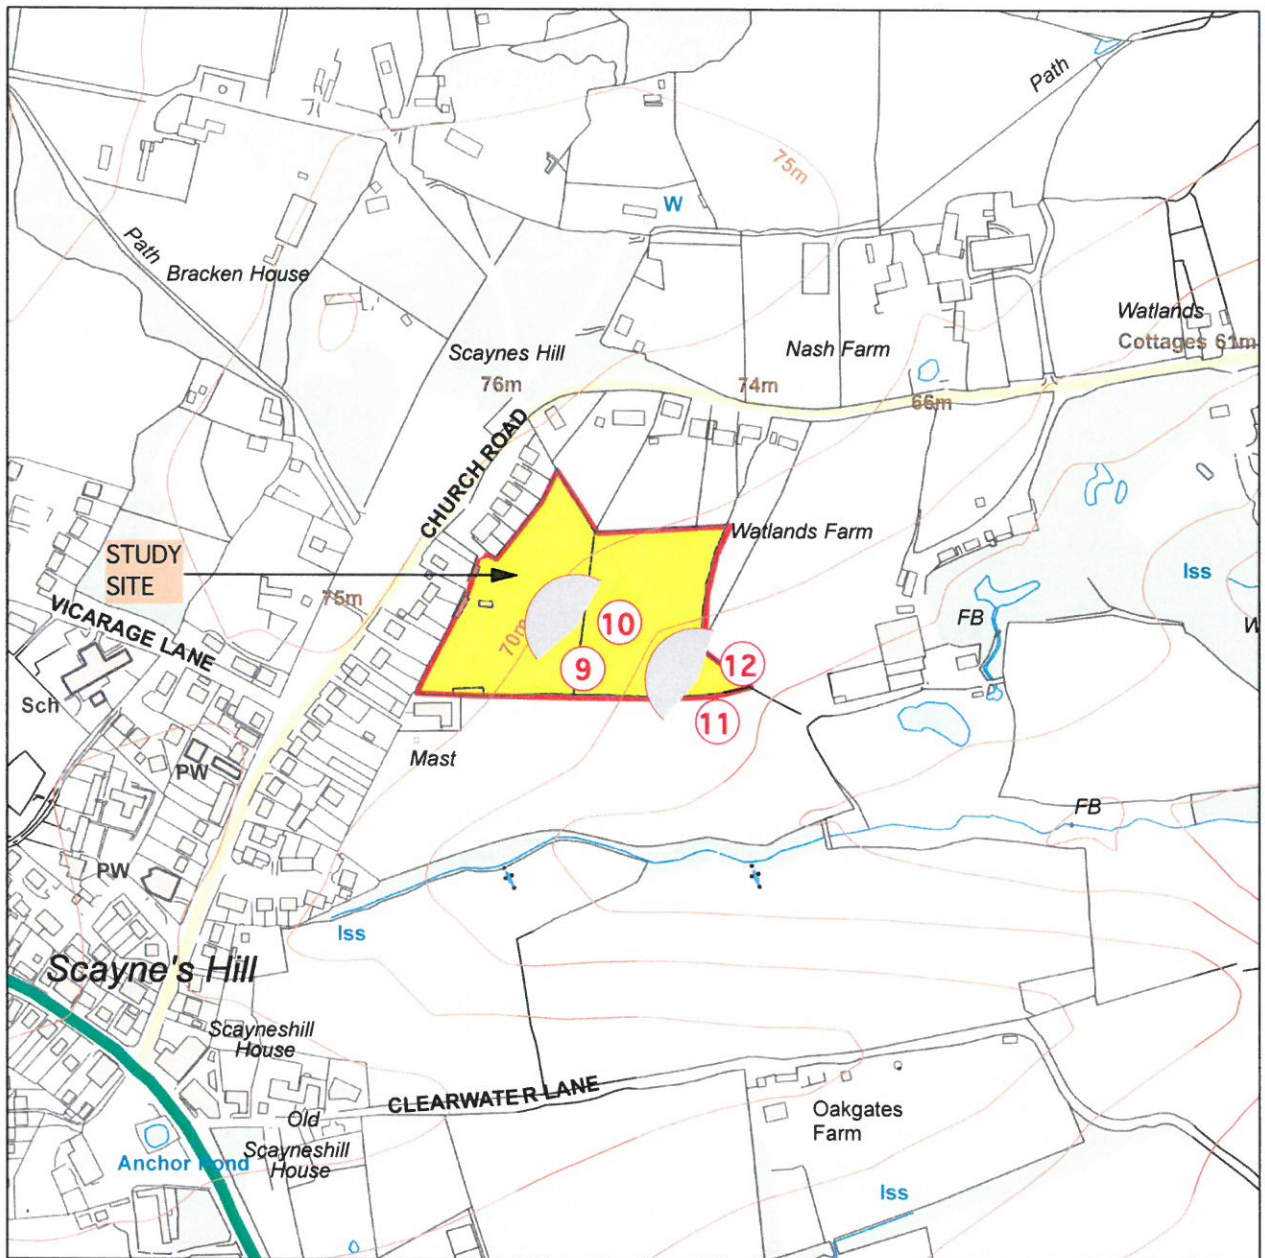 Path
75m
W
Path
Bracken House
Watlands
Cottages 61m
Scaynes Hill
Nash Farm
76m
74m
66m
CHURCH ROAD
Watlands Farm
STUDY
SITE
75m
Iss
VICARAGE LANE
70m
10
FB
W
9
12
Sch
11
Mast
PW
FB
PW
Iss
Scayne's Hill
Scayneshill
House
CLEARWATER LANE
Old
Scayneshill
House
Oakgates
Farm
Anchor Pond
Iss